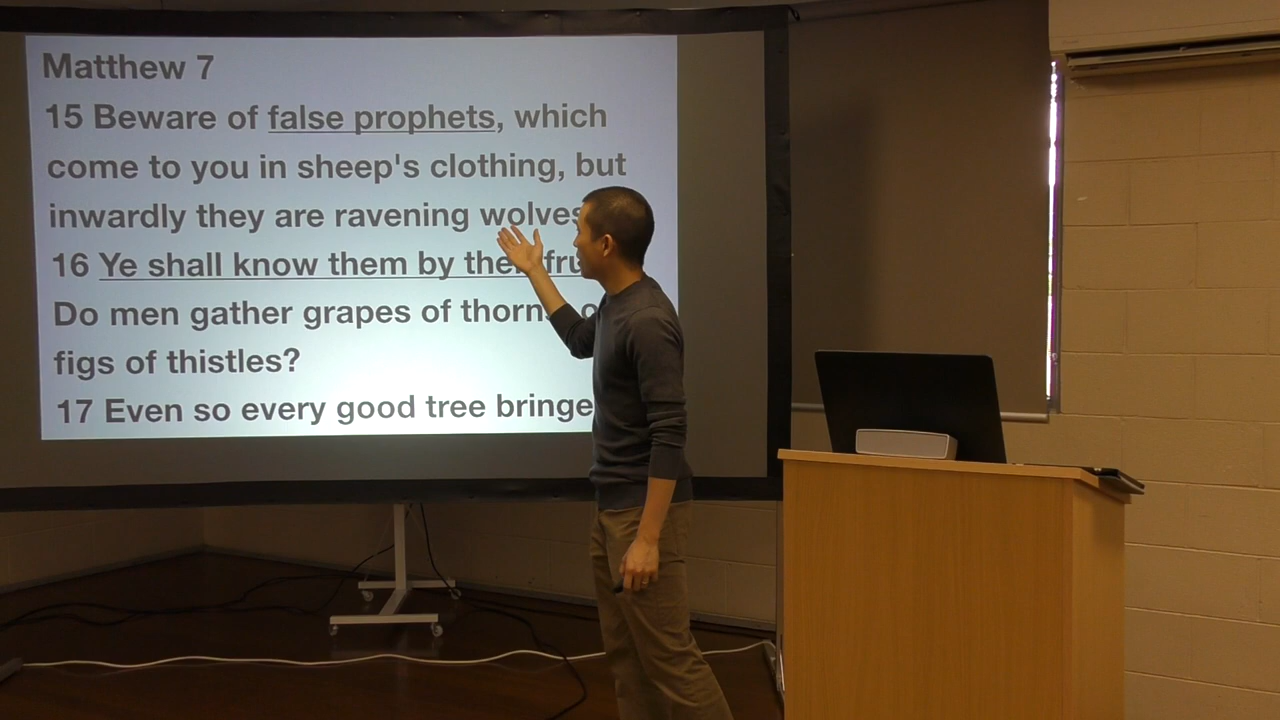 Matthew 7
15 Beware of false prophets, which
come to you in sheep's clothing, but
inwardly they are ravening wolves
16 Ye shall know them by
Do men gather grapes of
figs of thistles?
17 Even so every good tree